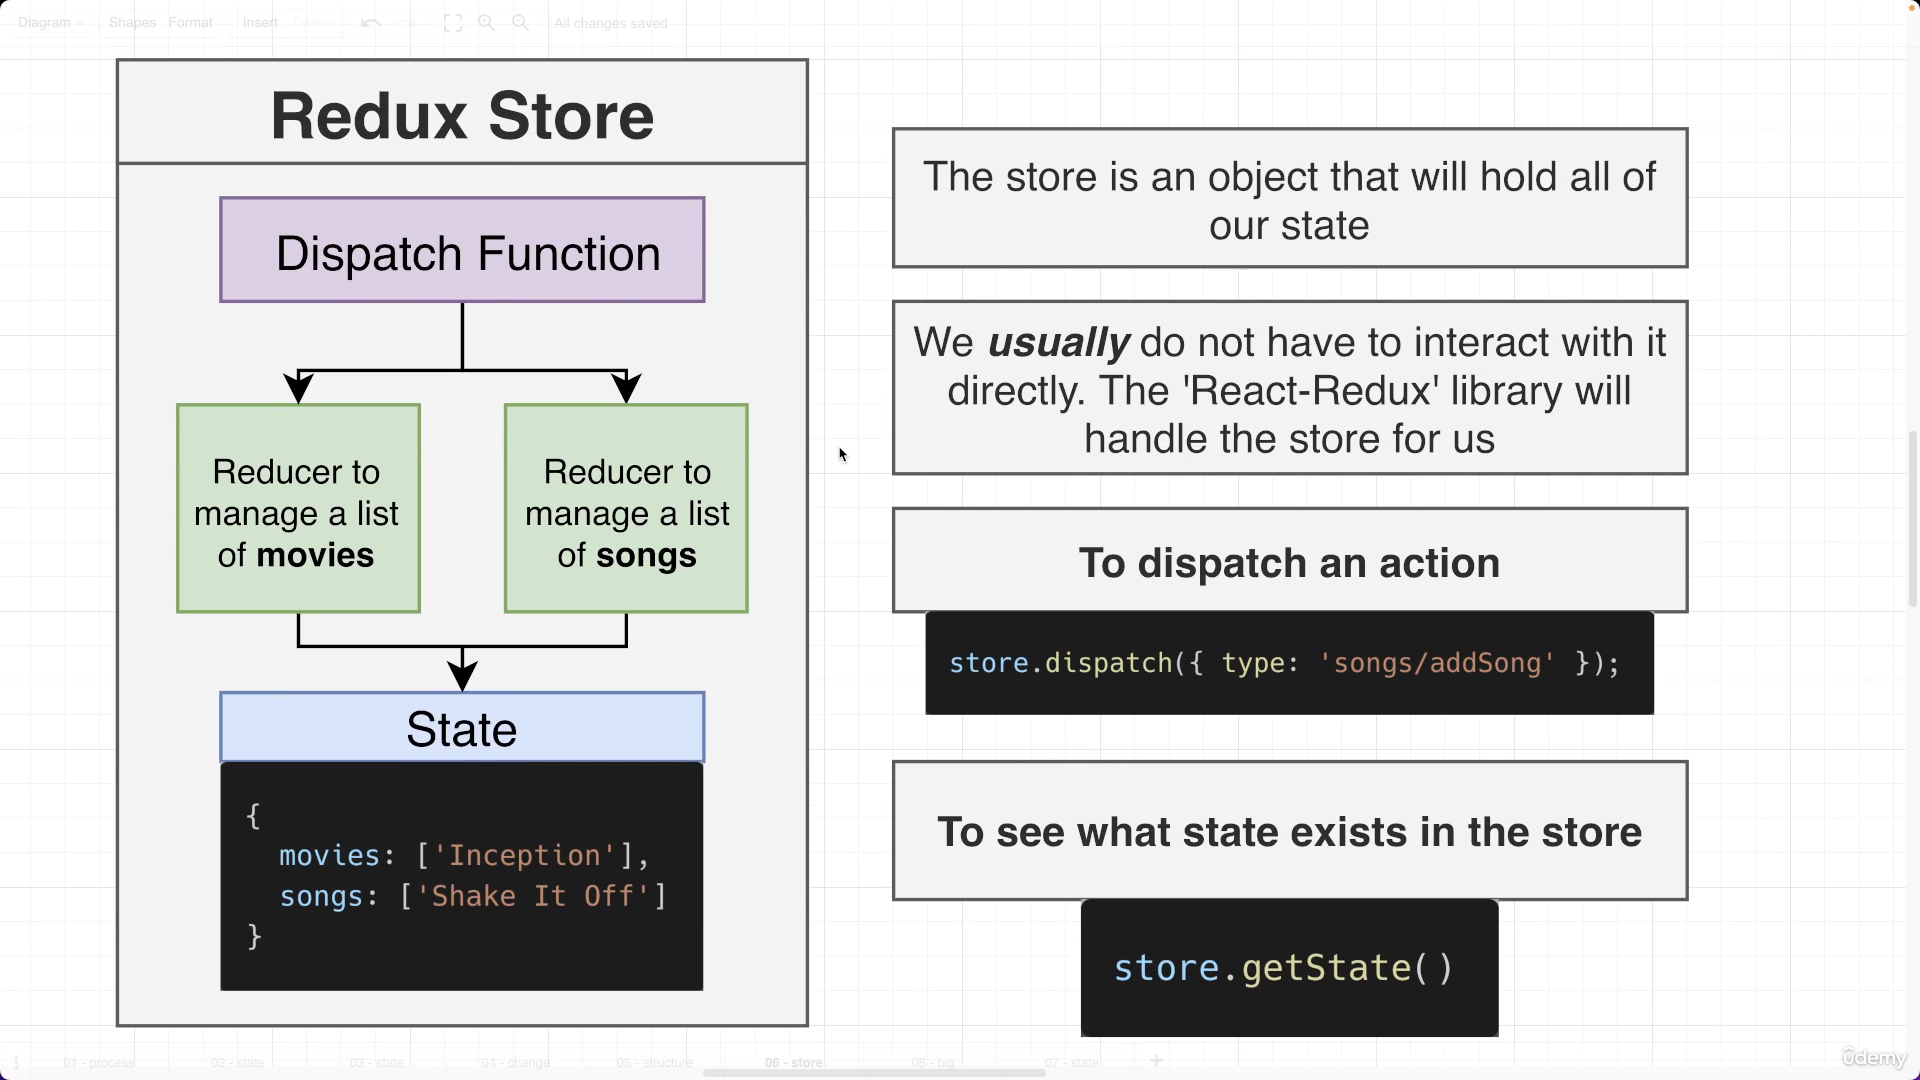 Diagram Shapes Format Insert Delete All changes saved
Redux Store
Dispatch Function
Reducer to
manage a list
of movies
Reducer to
manage a list
of songs
State
{
movies: ['Inception'],
songs: ['Shake It Off']
}
The store is an object that will hold all of
our state
We usually do not have to interact with it
directly. The 'React-Redux' library will
handle the store for us
To dispatch an action
store.dispatch({ type: 'songs/addSong' });
To see what state exists in the store
store.getState()
01 - process 02 - state 03 - state 04 - change 05 - structure 06 - store 08 - big 07 - state
ûdemy